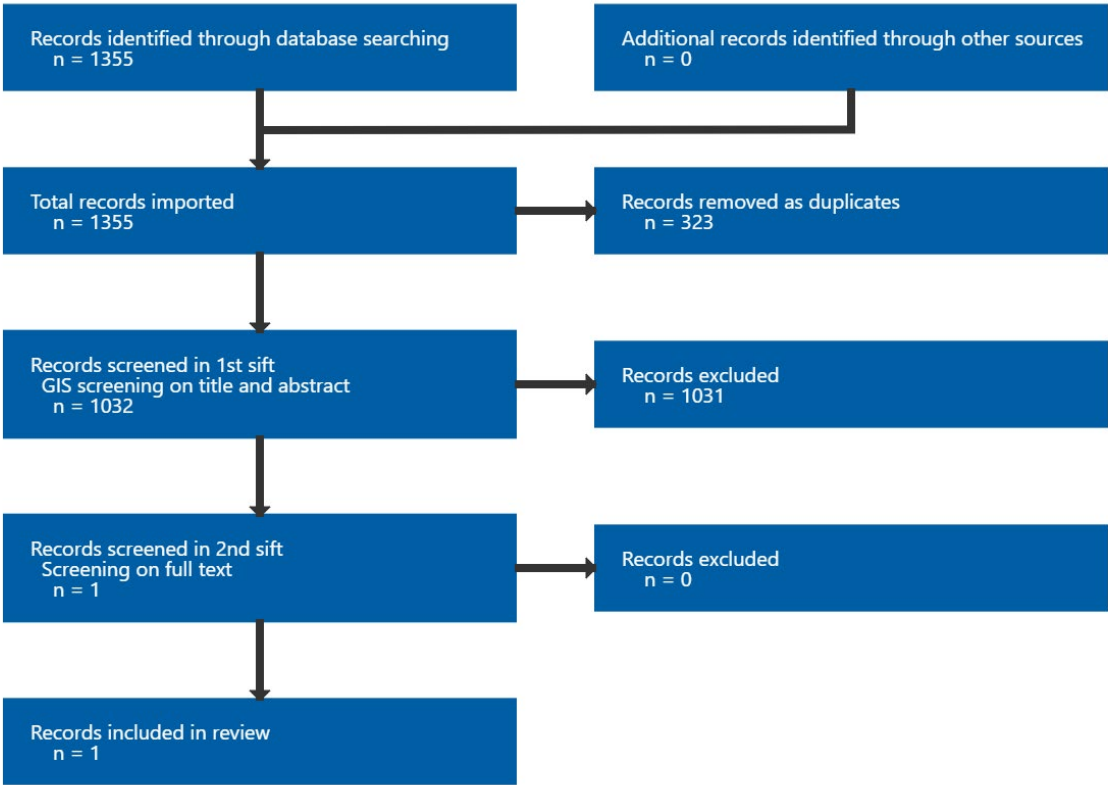 Records identified through database searching
n = 1355
Additional records identified through other sources
n = 0
Total records imported
n = 1355
Records removed as duplicates
n = 323
Records screened in 1st sift
GIS screening on title and abstract
n = 1032
Records excluded
n = 1031
Records screened in 2nd sift
Screening on full text
n = 1
Records excluded
n = 0
Records included in review
n = 1